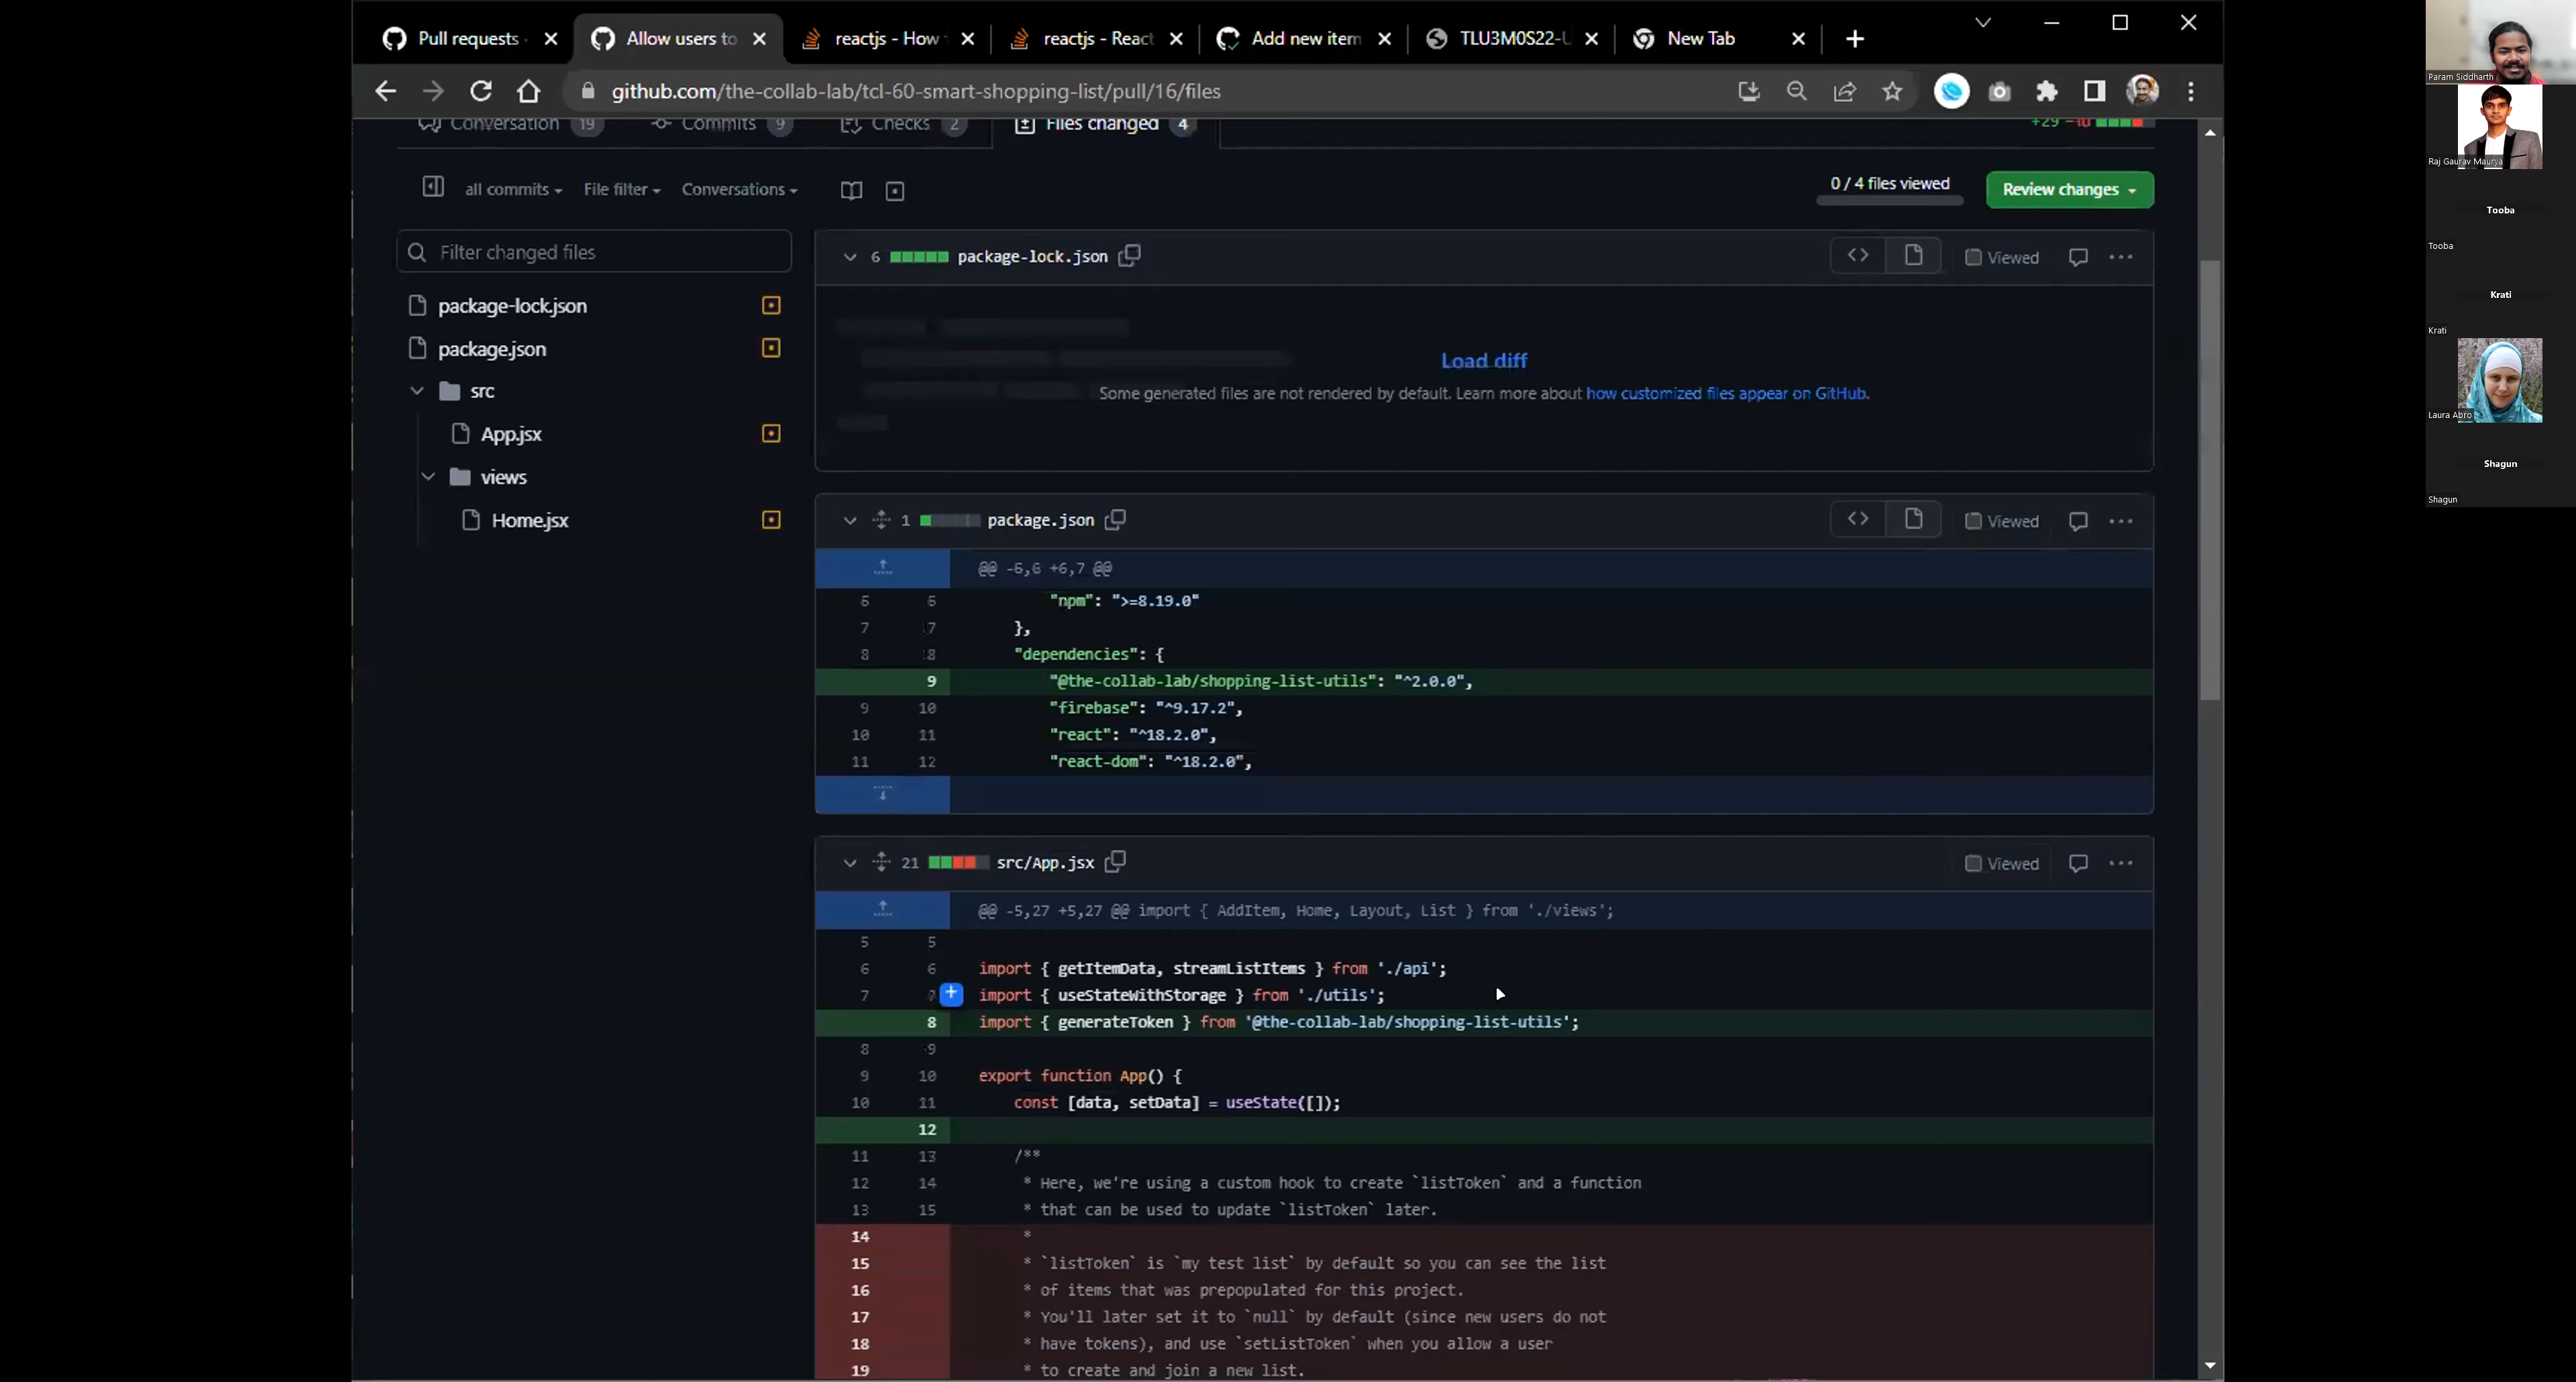 Pull requests ·
Allow users to
reactjs - How
reactjs - React
Add new item
TLU3M0S22-U
New Tab
github.com/the-collab-lab/tcl-60-smart-shopping-list/pull/16/files
Conversation 19
Commits 9
Checks 2
Files changed 4
+29 −10
all commits
File filter
Conversations
0 / 4 files viewed
Review changes
Filter changed files
package-lock.json
package.json
src
App.jsx
views
Home.jsx
6 package-lock.json
Viewed
Load diff
Some generated files are not rendered by default. Learn more about how customized files appear on GitHub.
1 package.json
Viewed
@@ -6,6 +6,7 @@
6 6 "npm": ">=8.19.0"
7 7 },
8 8 "dependencies": {
9 "@the-collab-lab/shopping-list-utils": "^2.0.0",
9 10 "firebase": "^9.17.2",
10 11 "react": "^18.2.0",
11 12 "react-dom": "^18.2.0",
21 src/App.jsx
Viewed
@@ -5,27 +5,27 @@ import { AddItem, Home, Layout, List } from './views';
5 5
6 6 import { getItemData, streamListItems } from './api';
7 7 import { useStateWithStorage } from './utils';
8 import { generateToken } from '@the-collab-lab/shopping-list-utils';
8 9
9 10 export function App() {
10 11 const [data, setData] = useState([]);
12
11 13 /**
12 14 * Here, we're using a custom hook to create `listToken` and a function
13 15 * that can be used to update `listToken` later.
14 *
15 * `listToken` is `my test list` by default so you can see the list
16 * of items that was prepopulated for this project.
17 * You'll later set it to `null` by default (since new users do not
18 * have tokens), and use `setListToken` when you allow a user
19 * to create and join a new list.
Param Siddharth
Raj Gaurav Maurya
Tooba
Tooba
Krati
Krati
Laura Abro
Shagun
Shagun